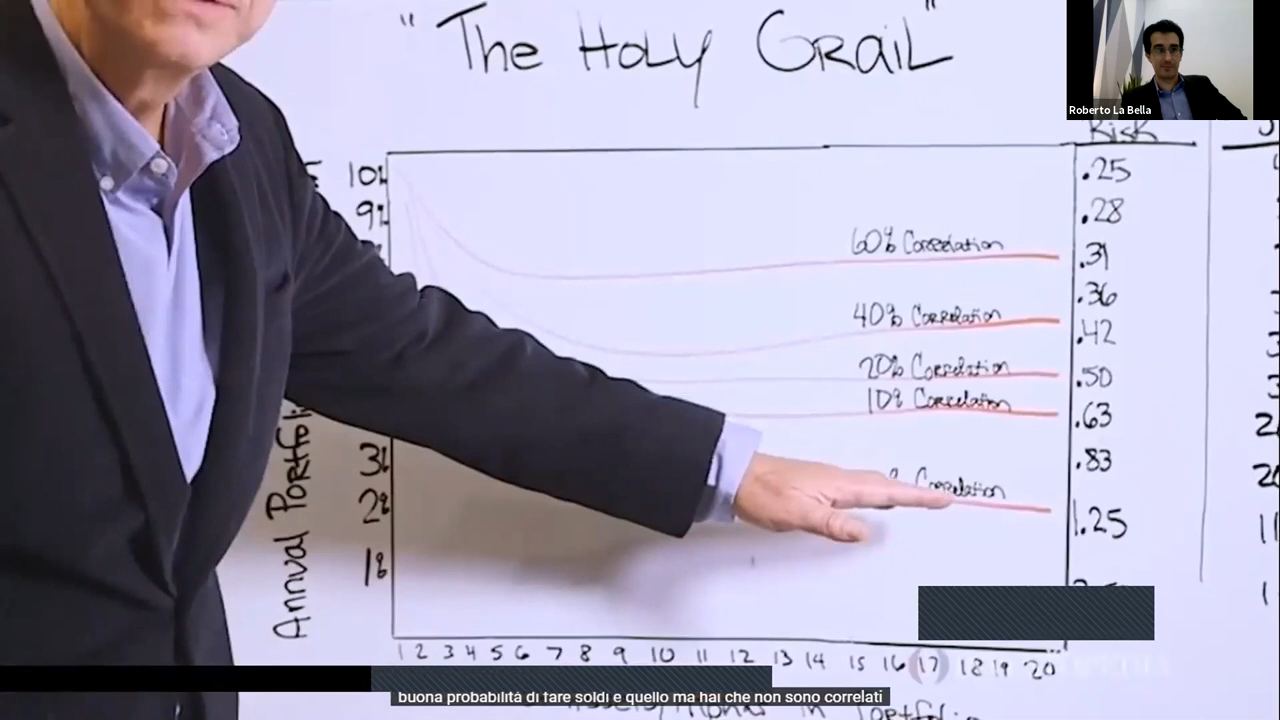 "The Holy Grail"
Roberto La Bella
Risk
10%
9%
3%
2%
1%
Annual
60% Correlation
40% Correlation
20% Correlation
10% Correlation
Correlation
.25
.28
.31
.36
.42
.50
.63
.83
1.25
1 2 3 4 5 6 7 8 9 10 11 12 13 14 15 16 17 18 19 20
buona probabilità di fare soldi e quello ma hai che non sono correlati